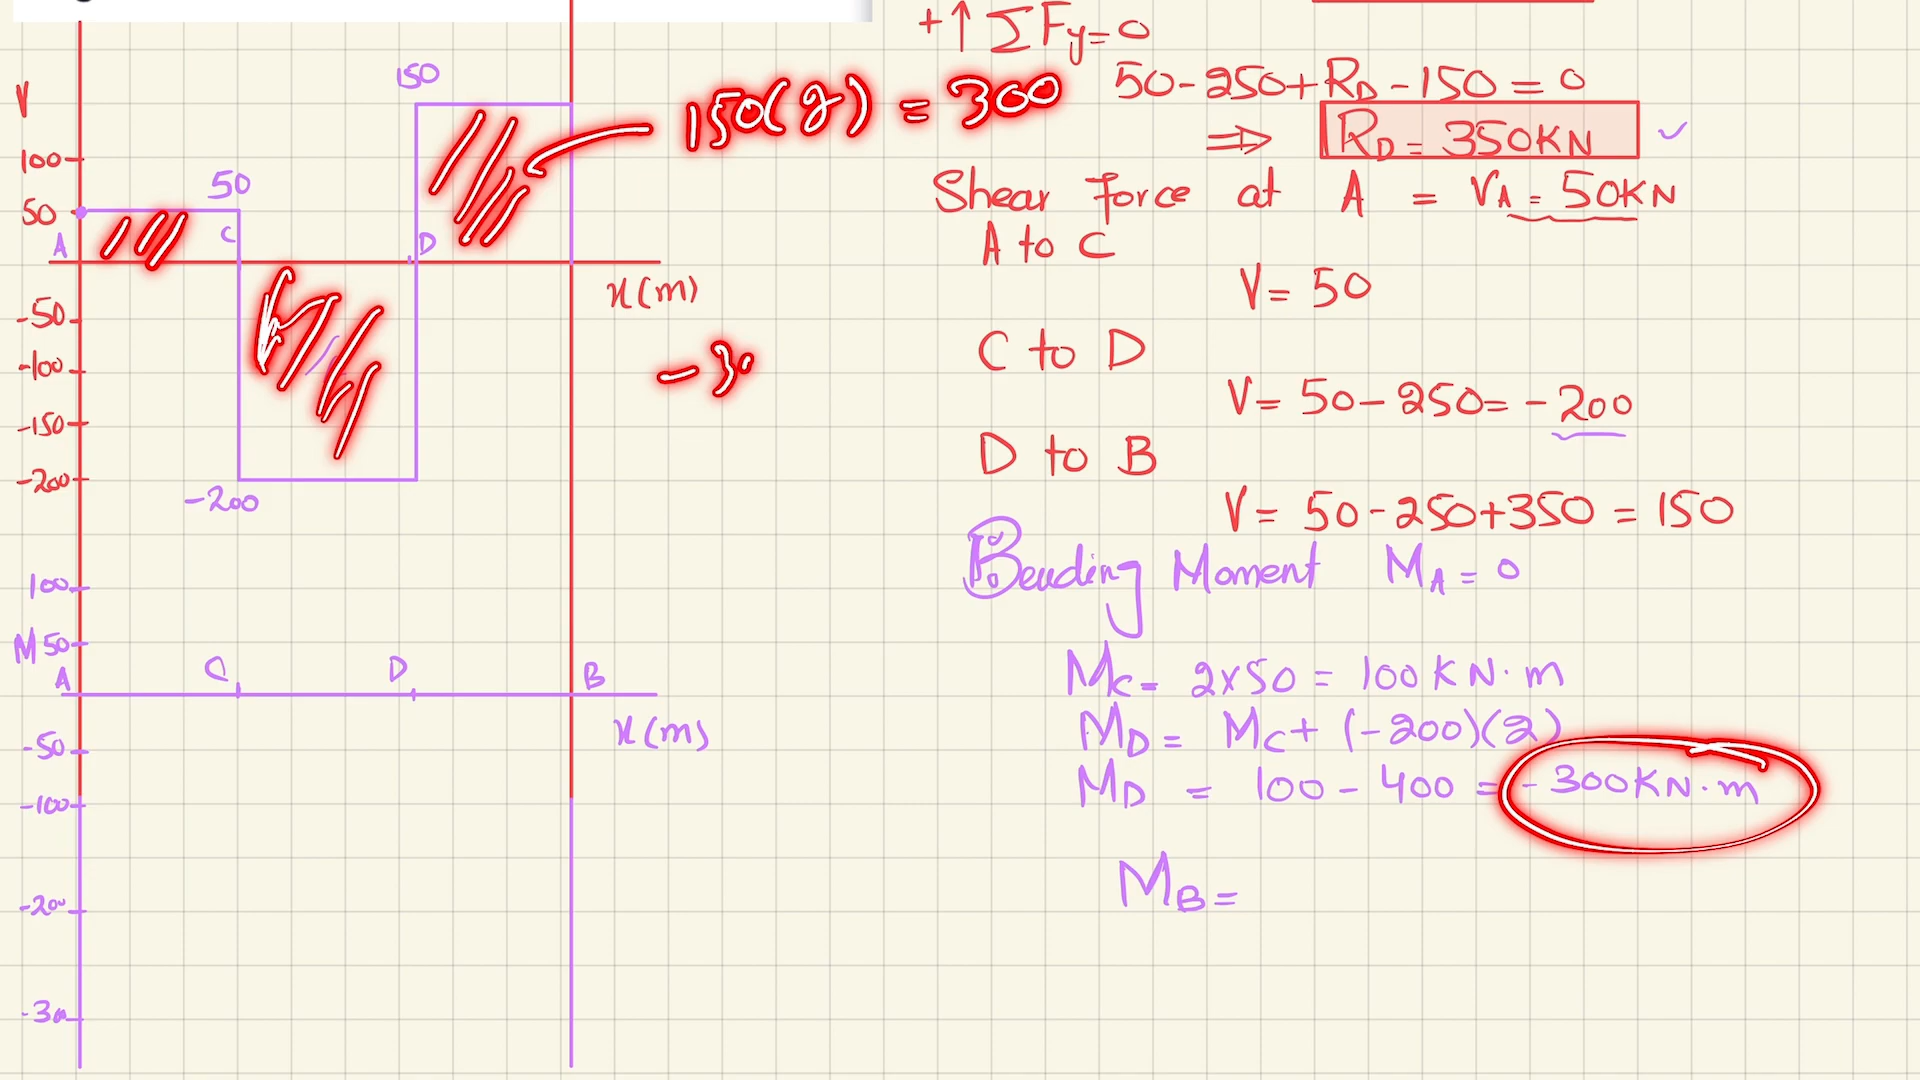 +↑ ΣFy=0
50-250+RD-150=0
⇒ RD = 350KN ✓
Shear Force at A = VA = 50KN
A to C
V= 50
C to D
V= 50-250= -200
D to B
V= 50-250+350 = 150
Bending Moment MA = 0
MC = 2x50 = 100 KN·m
MD = MC+ (-200)(2)
MD = 100 - 400 = -300KN·m
MB =
150(2) = 300
-30
V
150
100
50
50
A
C
D
x(m)
-50
-100
-150
-200
-200
100
M 50
A
C
D
B
x(m)
-50
-100
-200
-300